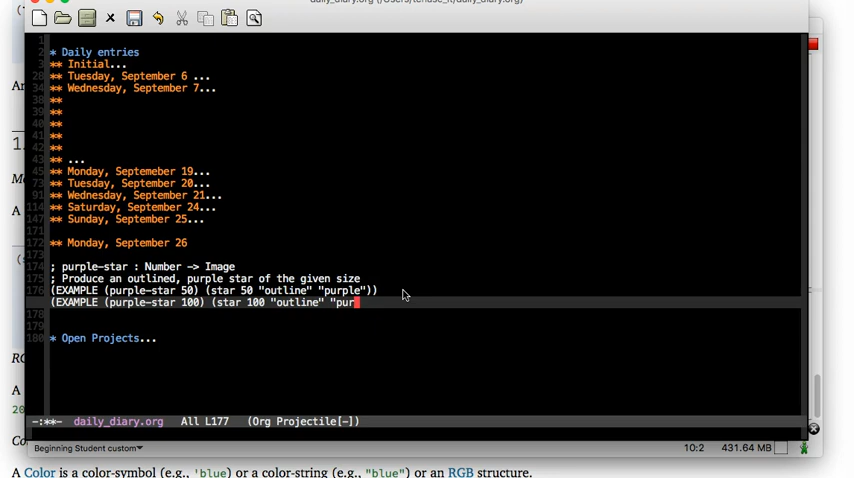 daily_diary.org (/Users/
/daily_diary.org)
1
2 * Daily entries
3 ** Initial...
28 ** Tuesday, September 6 ...
34 ** Wednesday, September 7...
38 **
39 **
40 **
41 **
42 **
43 ** ...
45 ** Monday, Septemeber 19...
73 ** Tuesday, September 20...
91 ** Wednesday, September 21...
114 ** Saturday, September 24...
147 ** Sunday, September 25...
171
172 ** Monday, September 26
173
174 ; purple-star : Number -> Image
175 ; Produce an outlined, purple star of the given size
176 (EXAMPLE (purple-star 50) (star 50 "outline" "purple"))
(EXAMPLE (purple-star 100) (star 100 "outline" "pur
178
179
180 * Open Projects...
-:**- daily_diary.org All L177 (Org Projectile[-])
Beginning Student custom 10:2 431.64 MB
A Color is a color-symbol (e.g., 'blue) or a color-string (e.g., "blue") or an RGB structure.